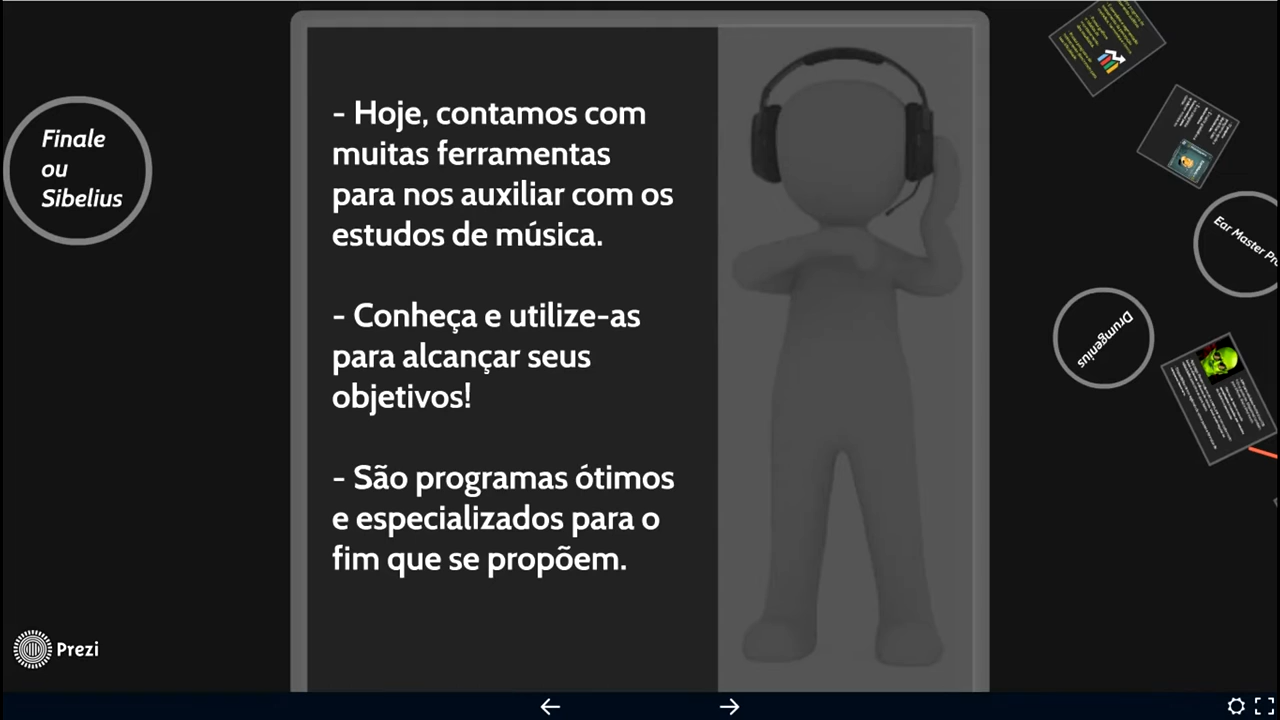 Finale
ou
Sibelius
- Hoje, contamos com
muitas ferramentas
para nos auxiliar com os
estudos de música.
- Conheça e utilize-as
para alcançar seus
objetivos!
- São programas ótimos
e especializados para o
fim que se propõem.
Ear Master Pr
Drumgenius
Prezi